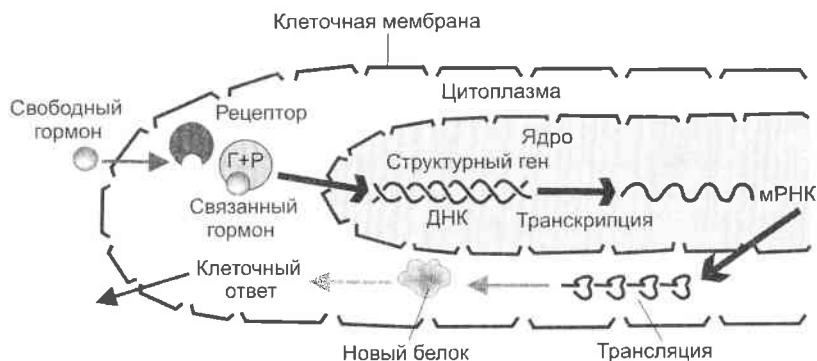 Клеточная мембрана
Цитоплазма
Свободный
гормон
Рецептор
Ядро
Г+Р
Структурный ген
Связанный
гормон
ДНК
Транскрипция
мРНК
Клеточный
ответ
Новый белок
Трансляция